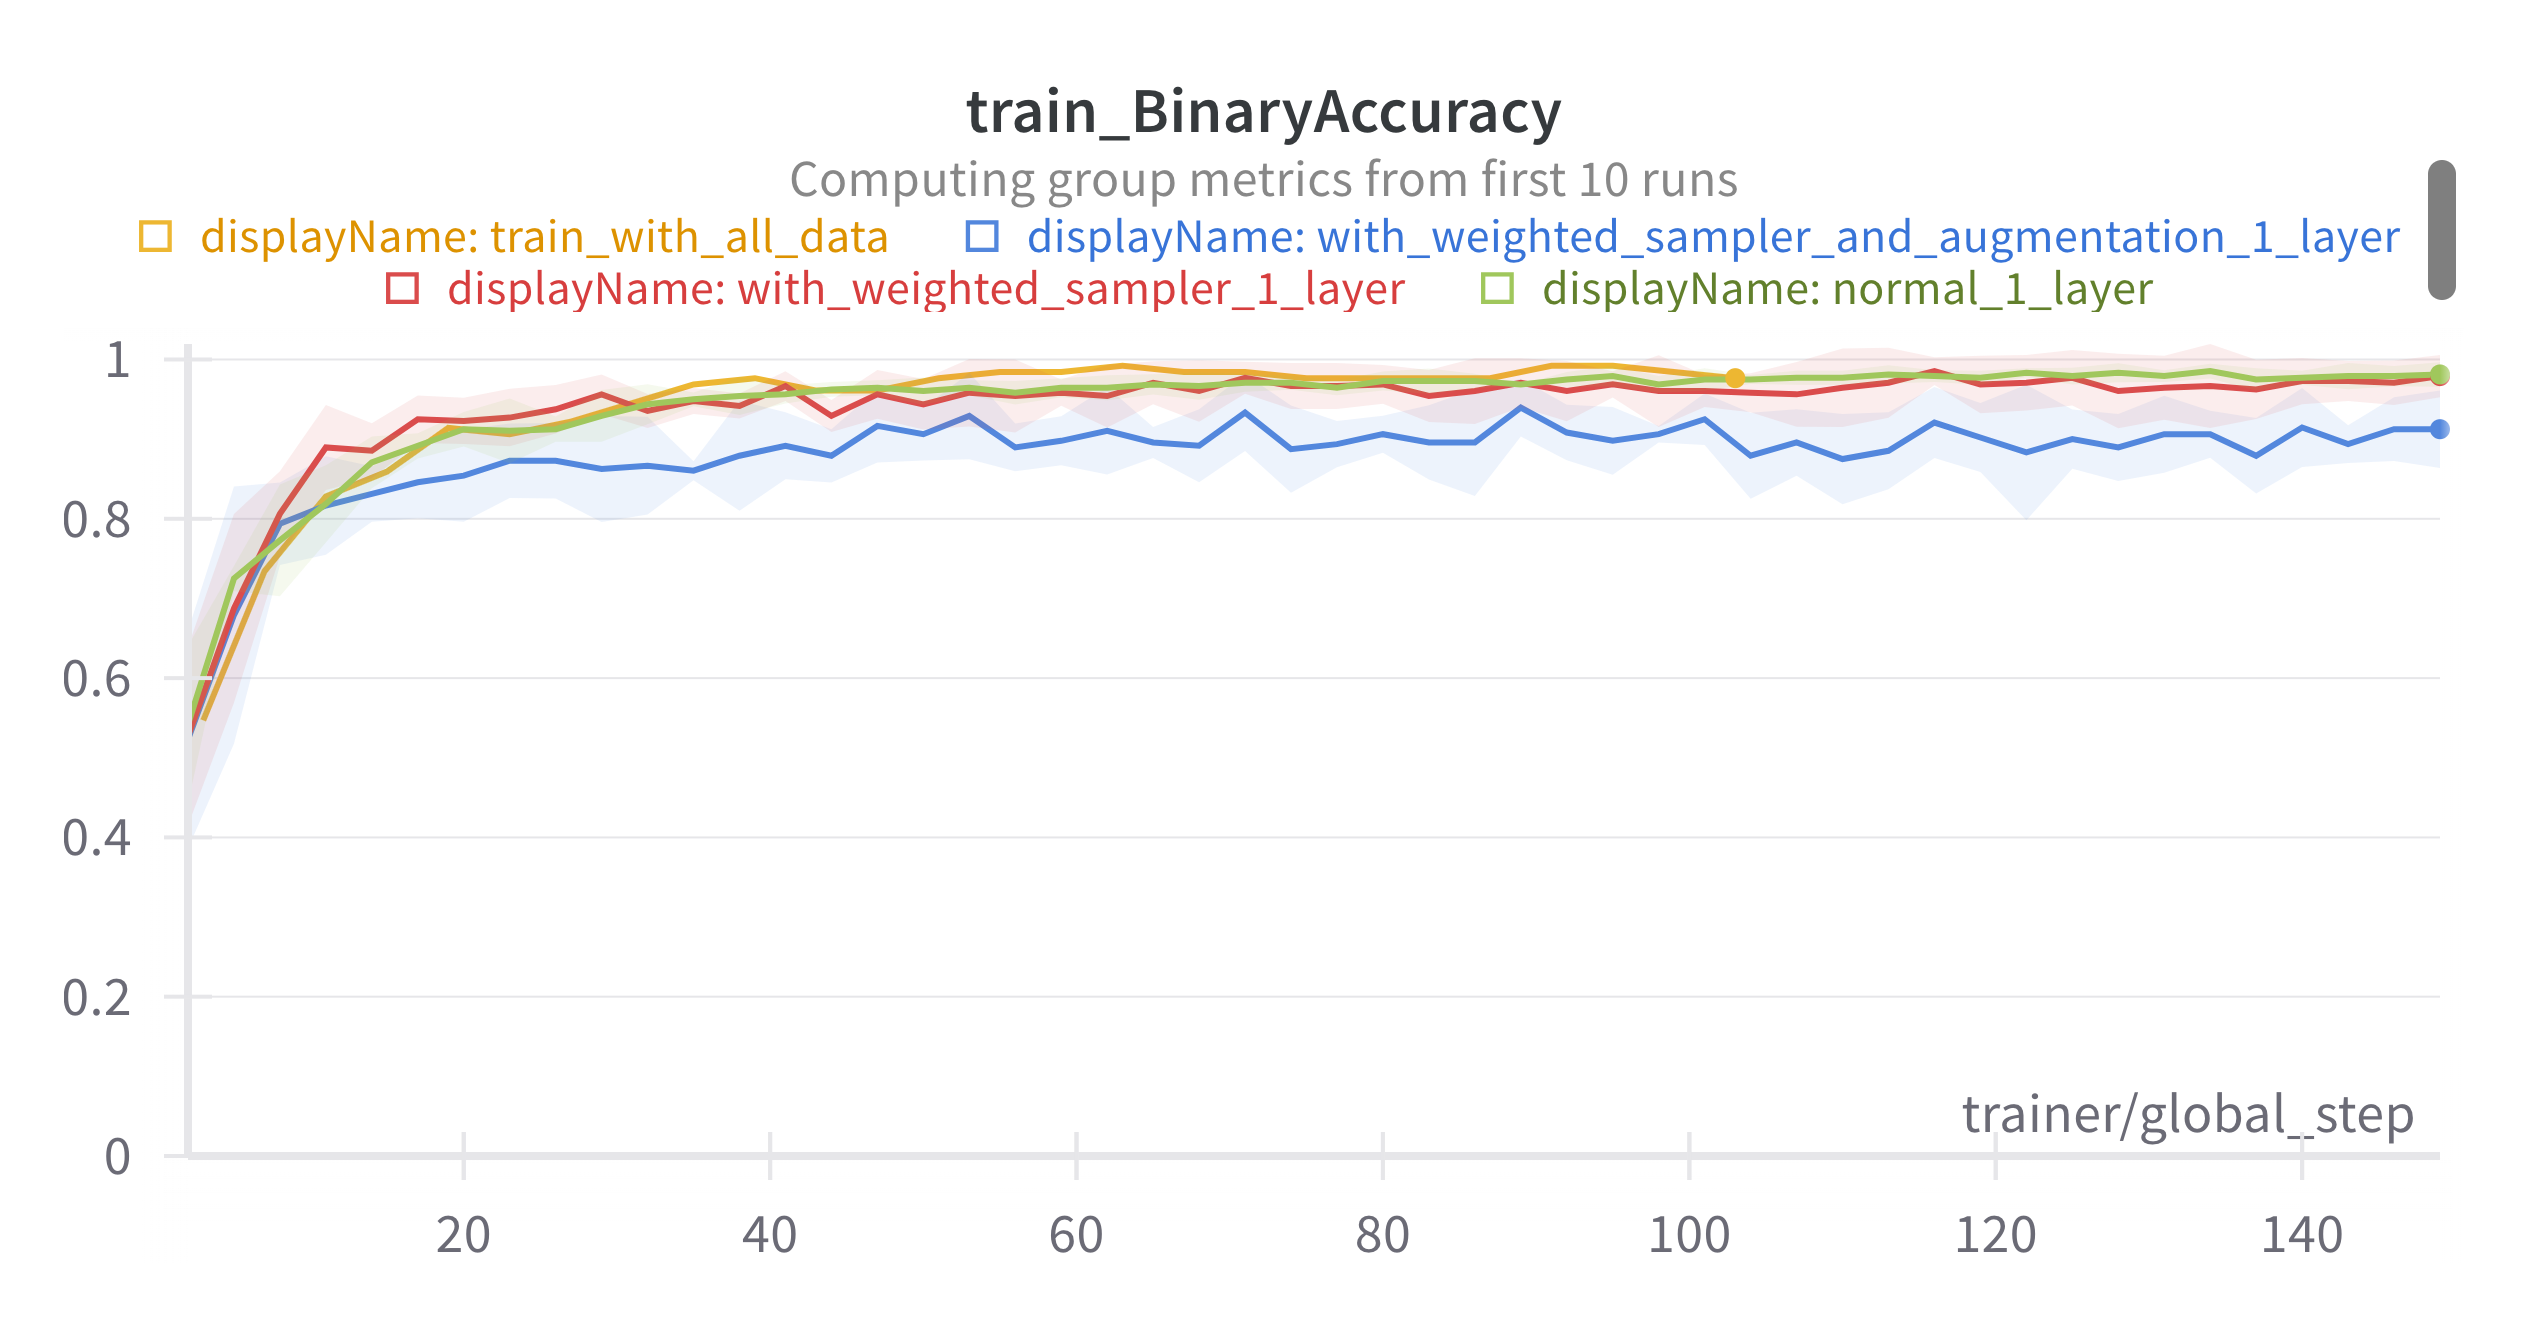 train_BinaryAccuracy
Computing group metrics from first 10 runs
displayName: train_with_all_data displayName: with_weighted_sampler_and_augmentation_1_layer
displayName: with_weighted_sampler_1_layer displayName: normal_1_layer
1
0.8
0.6
0.4
0.2
trainer/global_step
0
20 40 60 80 100 120 140